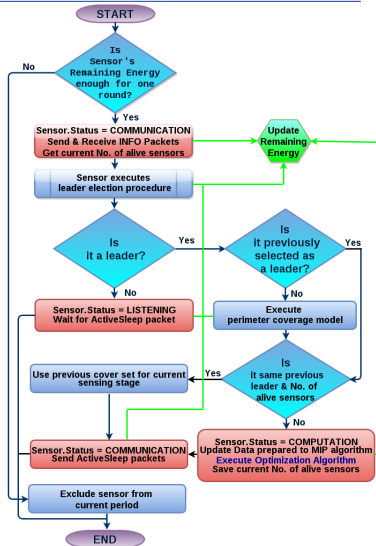 START
Is
Sensor's
Remaining Energy
enough for one
round?
No
Yes
Sensor.Status = COMMUNICATION
Send & Receive INFO Packets
Get current No. of alive sensors
Update
Remaining
Energy
Sensor executes
leader election procedure
Is
it a leader?
Yes
Is
it previously
selected as
a leader?
Yes
No
No
Sensor.Status = LISTENING
Wait for ActiveSleep packet
Execute
perimeter coverage model
Is
it same previous
leader & No. of
alive sensors
Yes
Use previous cover set for current
sensing stage
No
Sensor.Status = COMMUNICATION
Send ActiveSleep packets
Sensor.Status = COMPUTATION
Update Data prepared to MIP algorithm
Execute Optimization Algorithm
Save current No. of alive sensors
Exclude sensor from
current period
END